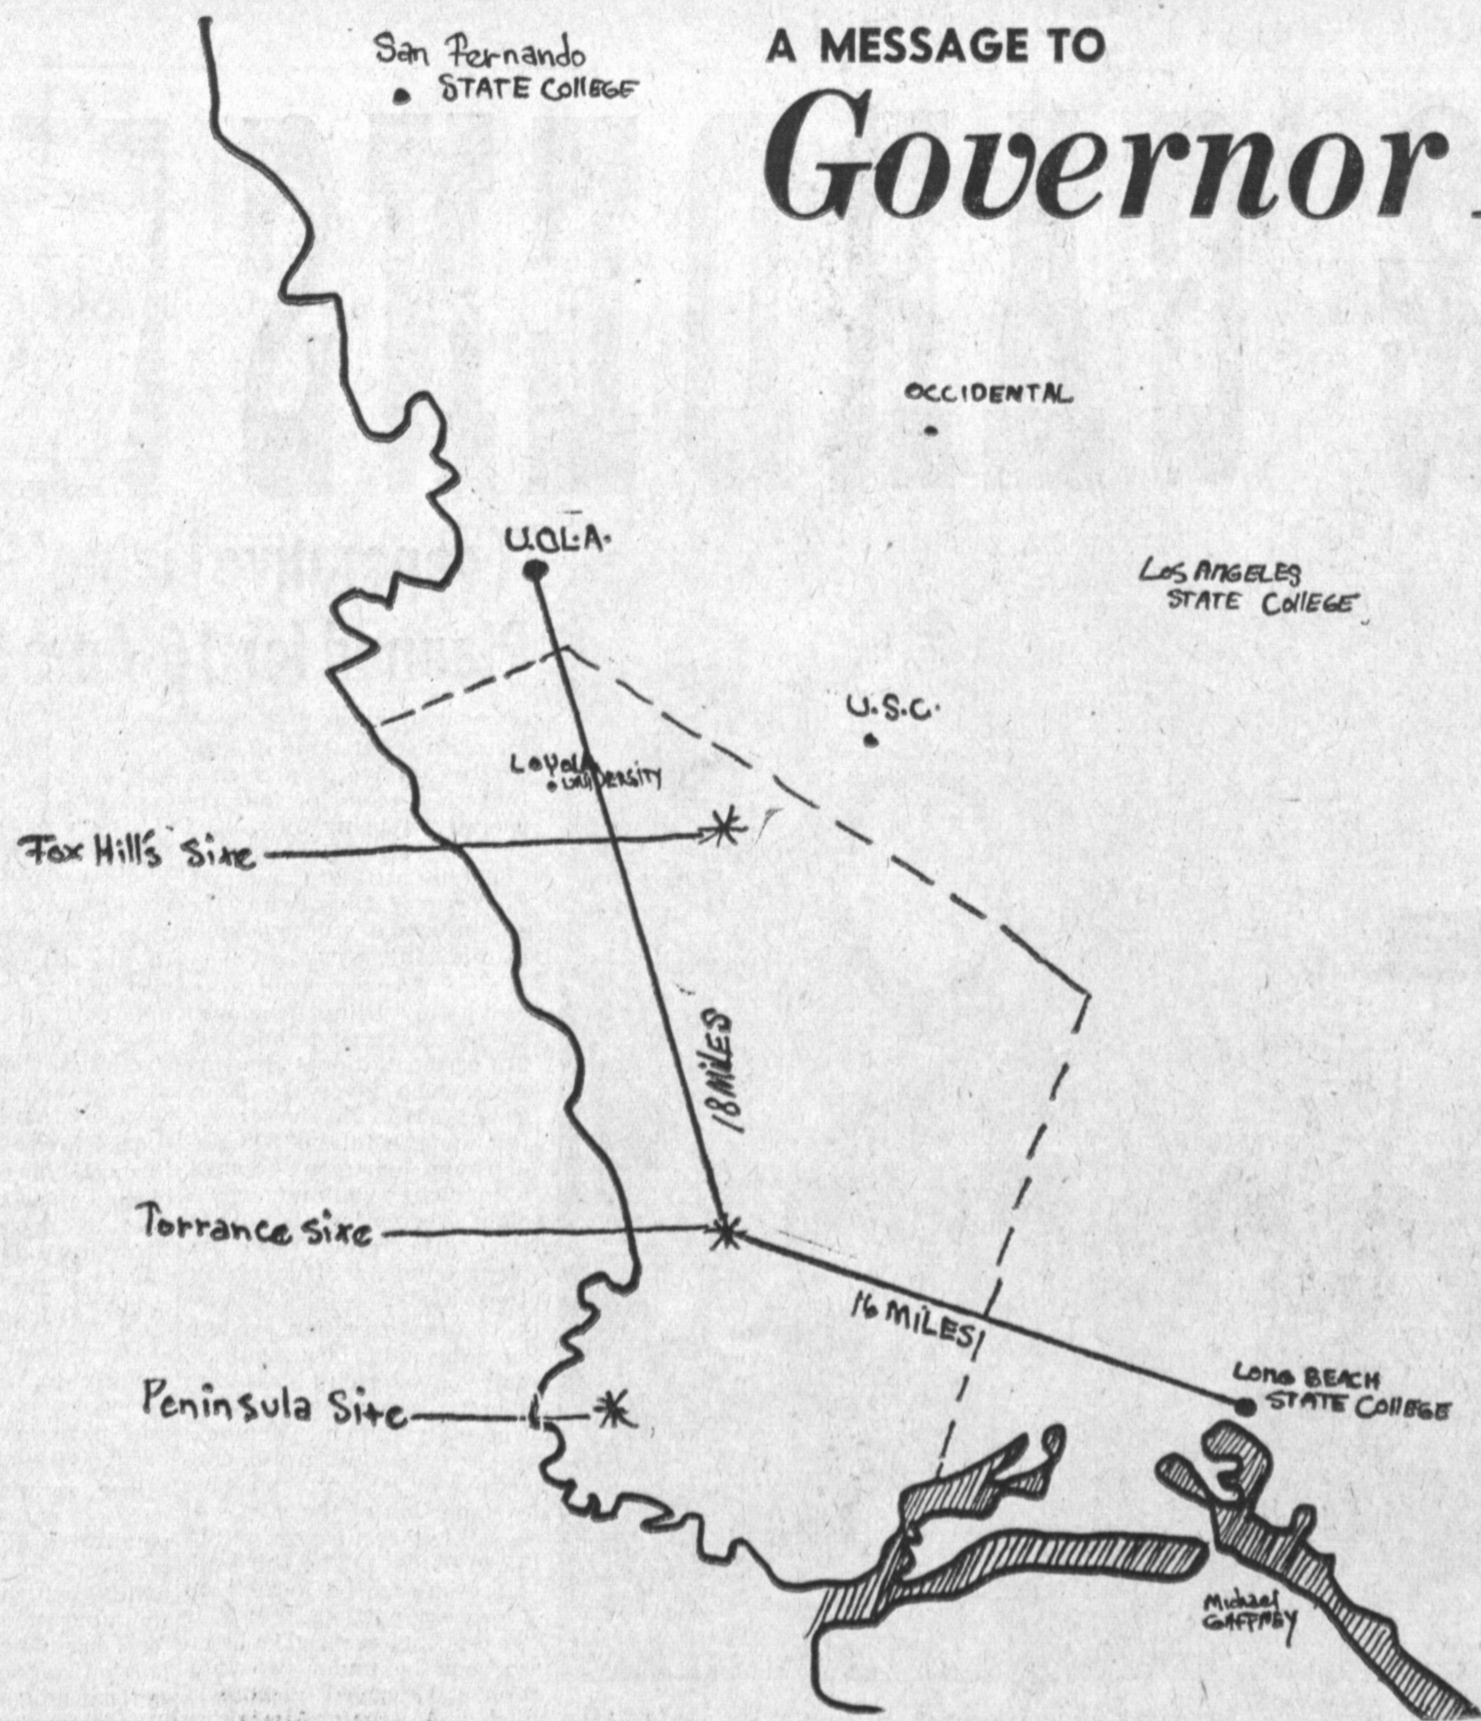 A MESSAGE TO
Governor
San Fernando
STATE COllEGE
OCCIDENTAL
U.C.L.A.
LOS ANGELES
STATE COllEGE
U.S.C.
LOYOLA
UNIVERSITY
Fox Hill's Site
18 MILES
Torrance Site
16 MILES
Peninsula Site
LONG BEACH
STATE COllEGE
Michael
GAFFNEY